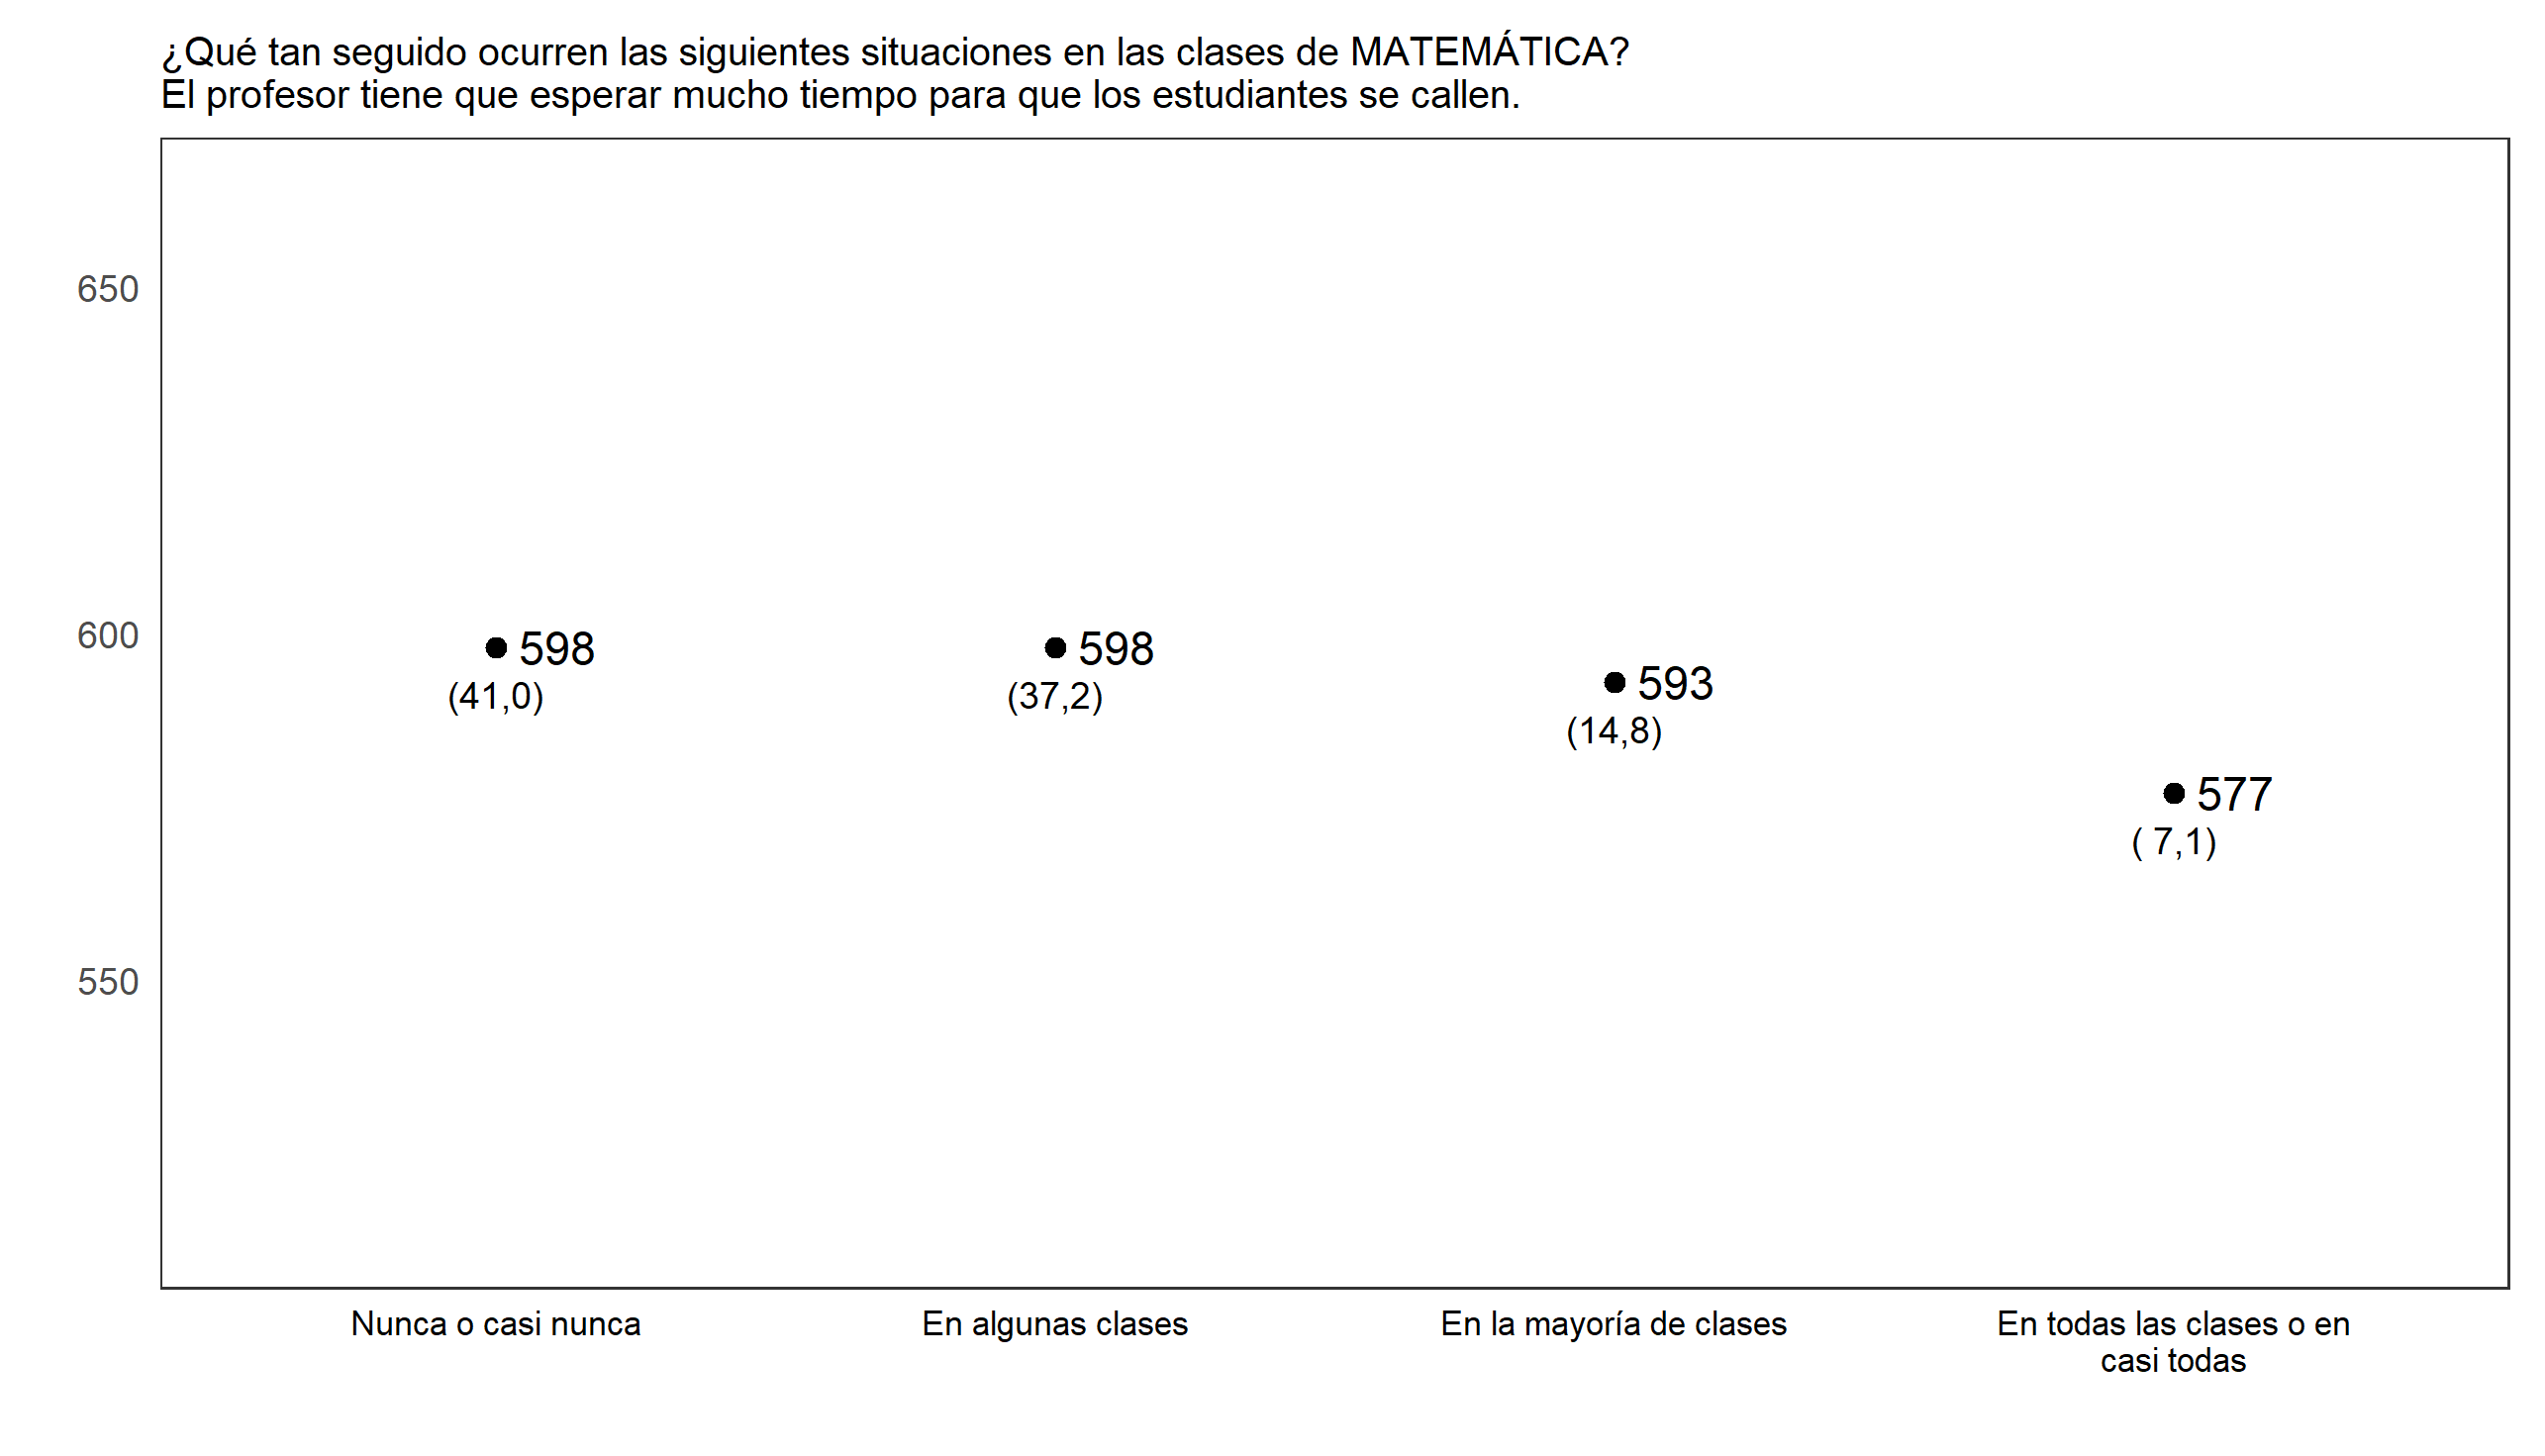 ¿Qué tan seguido ocurren las siguientes situaciones en las clases de MATEMÁTICA?
El profesor tiene que esperar mucho tiempo para que los estudiantes se callen.
650
600
550
598
(41,0)
598
(37,2)
593
(14,8)
577
( 7,1)
Nunca o casi nunca
En algunas clases
En la mayoría de clases
En todas las clases o en
casi todas